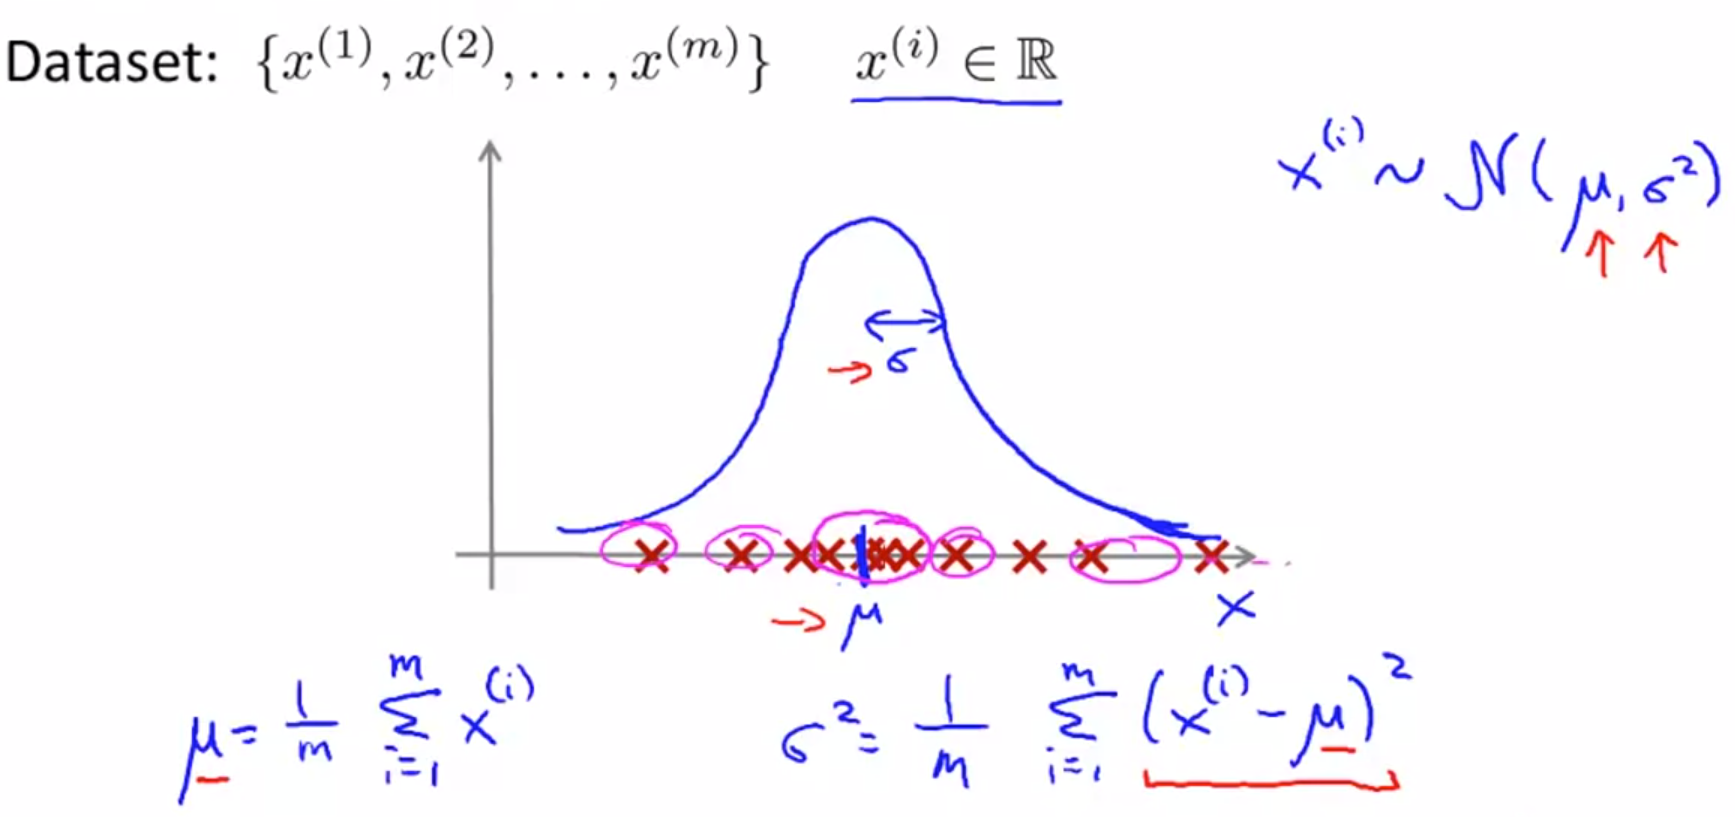 Dataset: {x^(1), x^(2), ..., x^(m)}   x^(i) ∈ ℝ
x^(i) ~ N(μ, σ²)
σ
μ
x
μ = 1/m Σ_{i=1}^{m} x^(i)   σ² = 1/m Σ_{i=1}^{m} (x^(i) - μ)²